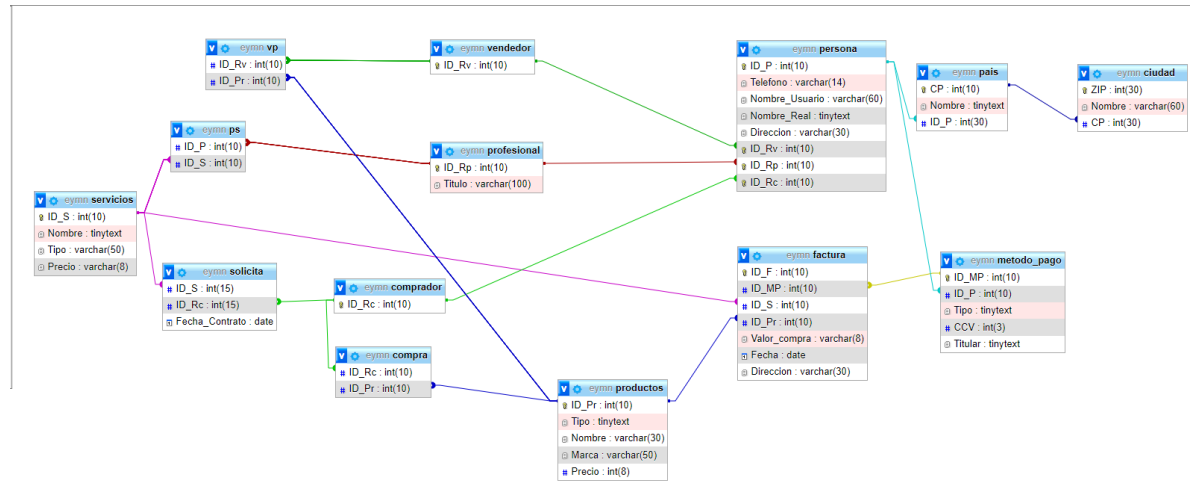 eymn vp
# ID_Rv : int(10)
# ID_Pr : int(10)
eymn vendedor
ID_Rv : int(10)
eymn persona
ID_P : int(10)
Telefono : varchar(14)
Nombre_Usuario : varchar(60)
Nombre_Real : tinytext
Direccion : varchar(30)
ID_Rv : int(10)
ID_Rp : int(10)
ID_Rc : int(10)
eymn pais
CP : int(10)
Nombre : tinytext
# ID_P : int(30)
eymn ciudad
ZIP : int(30)
Nombre : varchar(60)
# CP : int(30)
eymn ps
# ID_P : int(10)
# ID_S : int(10)
eymn profesional
ID_Rp : int(10)
Titulo : varchar(100)
eymn servicios
ID_S : int(10)
Nombre : tinytext
Tipo : varchar(50)
Precio : varchar(8)
eymn solicita
# ID_S : int(15)
# ID_Rc : int(15)
Fecha_Contrato : date
eymn comprador
ID_Rc : int(10)
eymn compra
# ID_Rc : int(10)
# ID_Pr : int(10)
eymn productos
ID_Pr : int(10)
Tipo : tinytext
Nombre : varchar(30)
Marca : varchar(50)
# Precio : int(8)
eymn factura
ID_F : int(10)
# ID_MP : int(10)
# ID_S : int(10)
# ID_Pr : int(10)
Valor_compra : varchar(8)
Fecha : date
Direccion : varchar(30)
eymn metodo_pago
ID_MP : int(10)
# ID_P : int(10)
Tipo : tinytext
# CCV : int(3)
Titular : tinytext